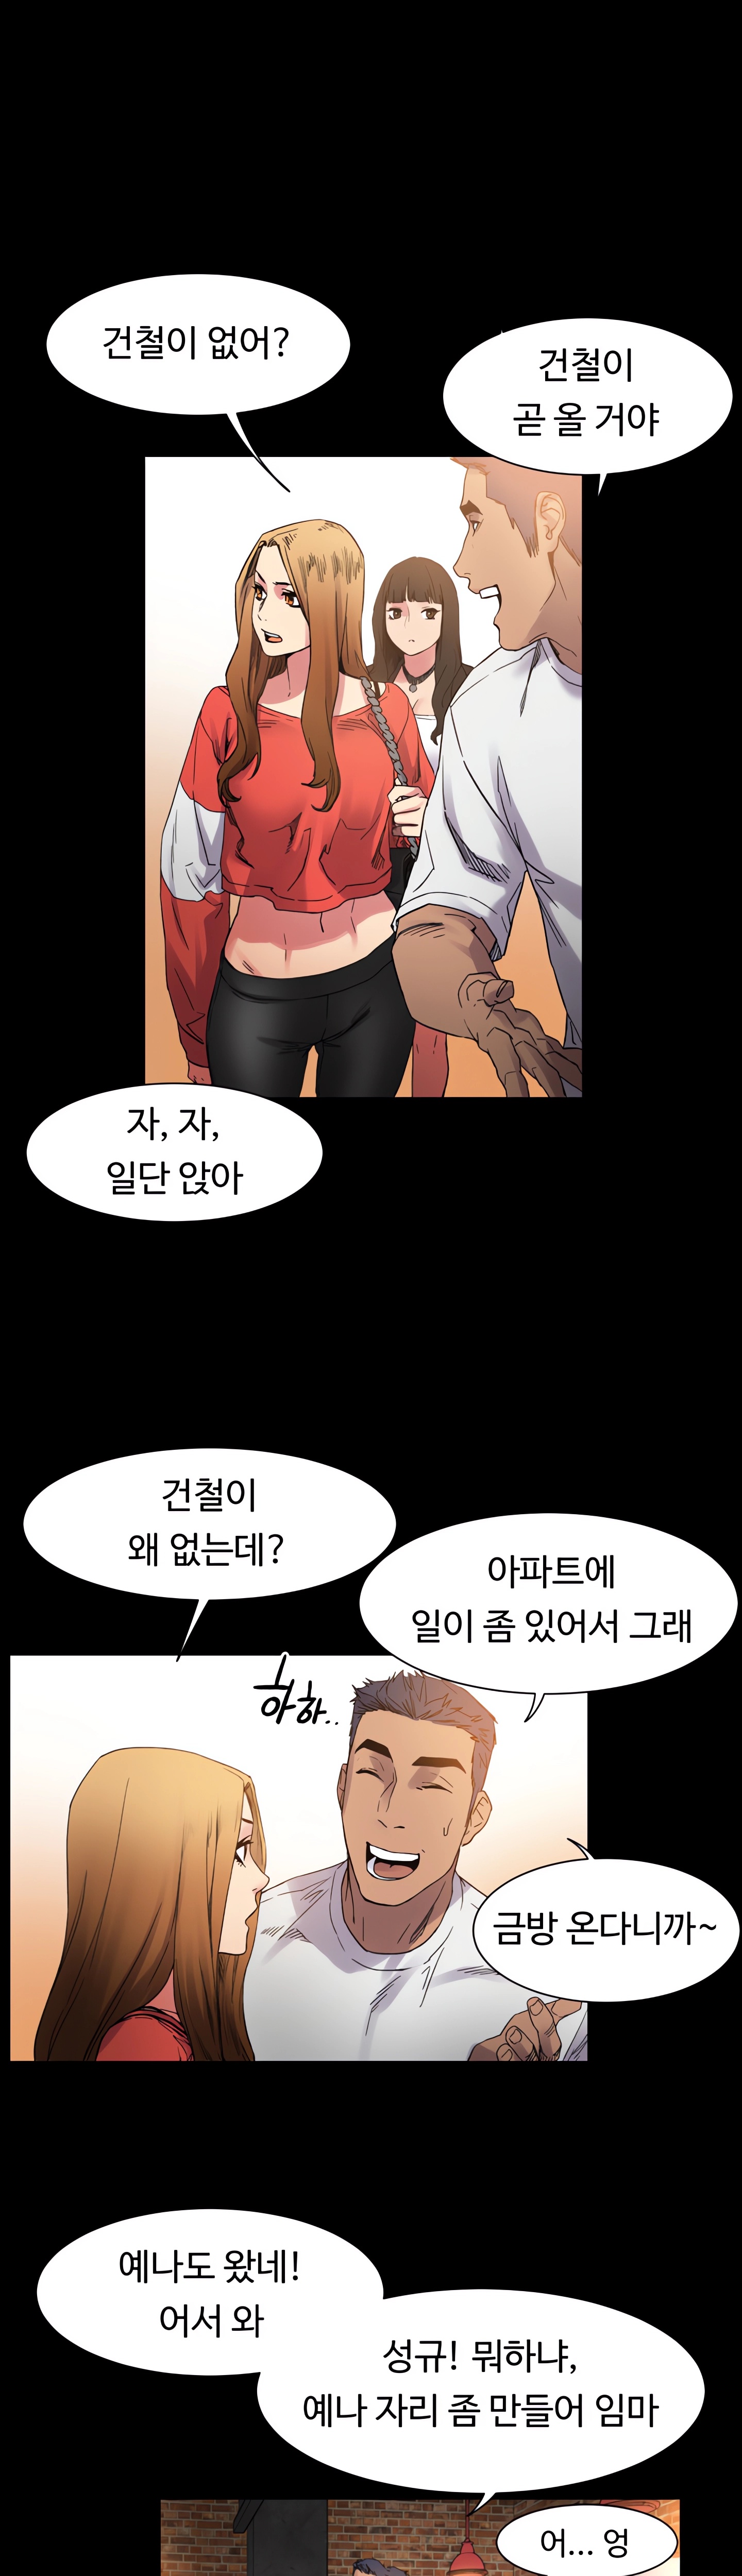 건철이 없어?
건철이
곧 올 거야
자, 자,
일단 앉아
건철이
왜 없는데?
아파트에
일이 좀 있어서 그래
아하..
금방 온다니까~
예나도 왔네!
어서 와
성규! 뭐하냐,
예나 자리 좀 만들어 임마
어... 엉